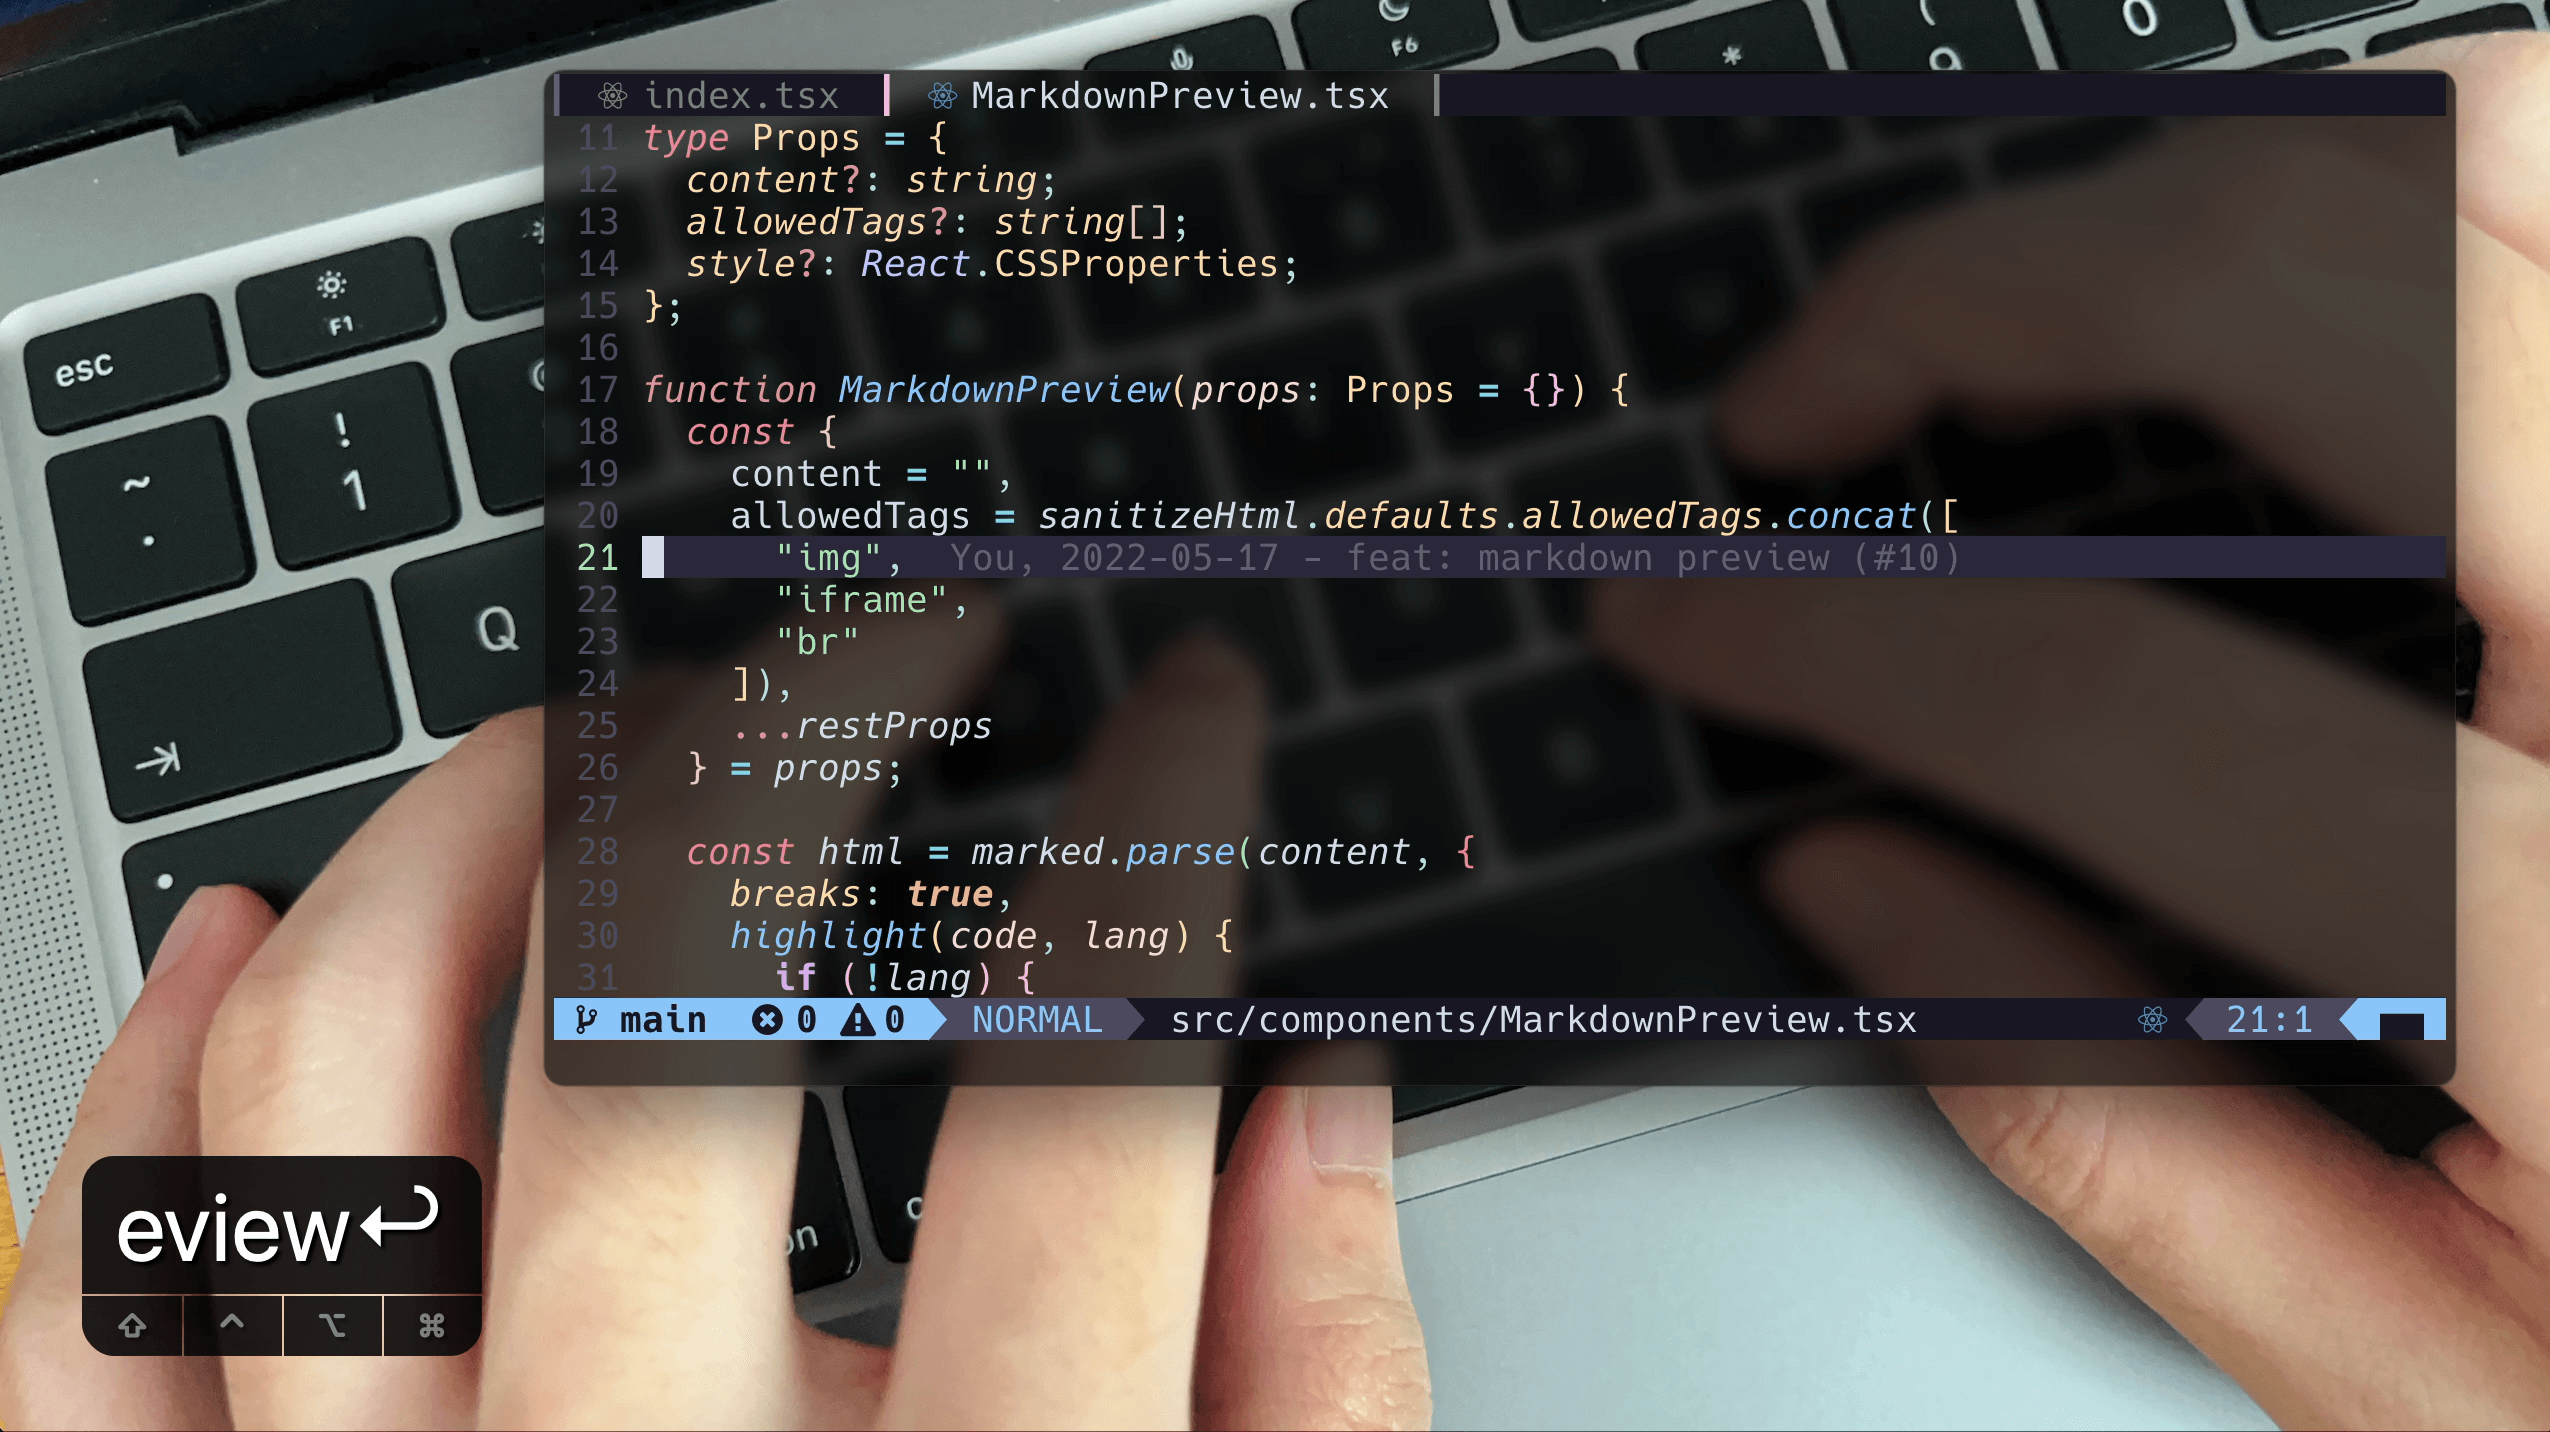 F6
*
(
9
0
index.tsx
MarkdownPreview.tsx
11 type Props = {
12   content?: string;
13   allowedTags?: string[];
14   style?: React.CSSProperties;
15 };
16
17 function MarkdownPreview(props: Props = {}) {
18   const {
19     content = "",
20     allowedTags = sanitizeHtml.defaults.allowedTags.concat([
21       "img",  You, 2022-05-17 - feat: markdown preview (#10)
22       "iframe",
23       "br"
24     ]),
25     ...restProps
26   } = props;
27
28   const html = marked.parse(content, {
29     breaks: true,
30     highlight(code, lang) {
31       if (!lang) {
main  0  0  NORMAL  src/components/MarkdownPreview.tsx  21:1
esc
F1
~
!
1
Q
eview↩
⇧ ^ ⌥ ⌘